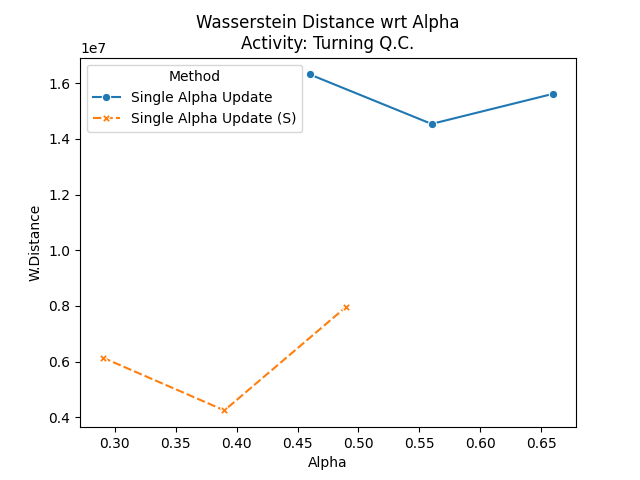 Wasserstein Distance wrt Alpha
Activity: Turning Q.C.
1e7
Method
Single Alpha Update
Single Alpha Update (S)
1.6
1.4
1.2
1.0
0.8
0.6
0.4
W.Distance
0.30 0.35 0.40 0.45 0.50 0.55 0.60 0.65
Alpha